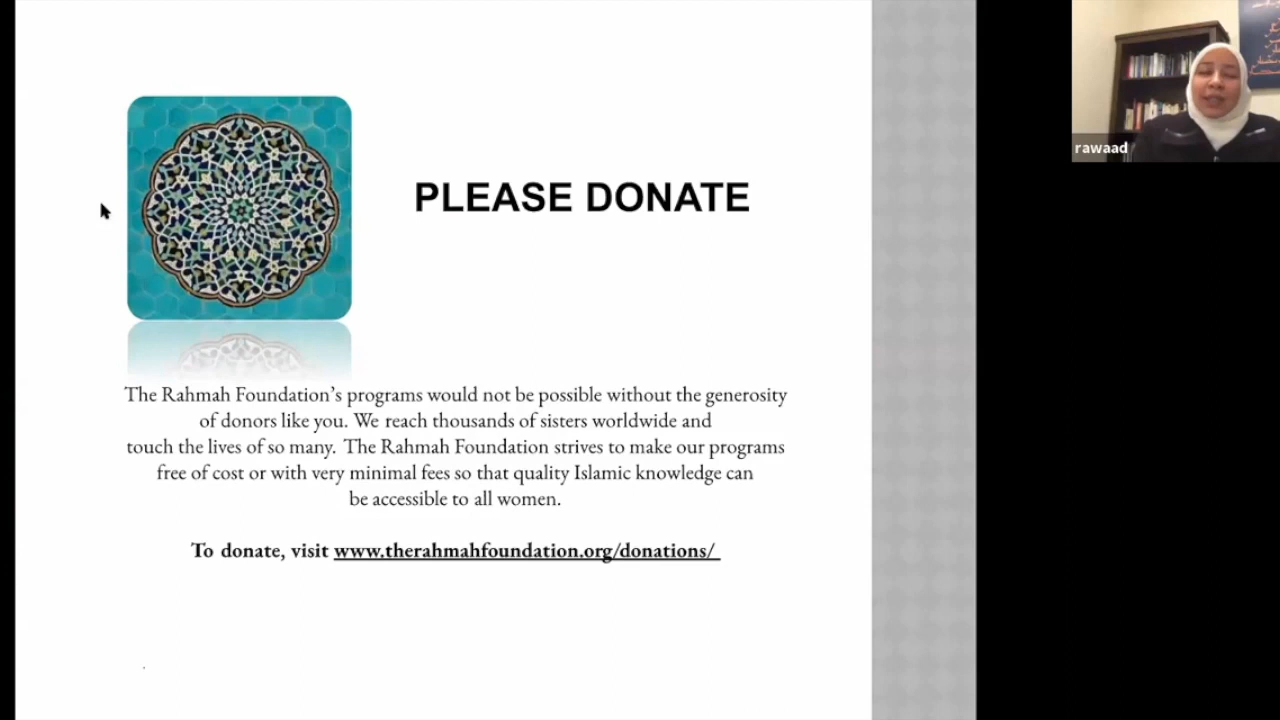 PLEASE DONATE
The Rahmah Foundation's programs would not be possible without the generosity
of donors like you. We reach thousands of sisters worldwide and
touch the lives of so many. The Rahmah Foundation strives to make our programs
free of cost or with very minimal fees so that quality Islamic knowledge can
be accessible to all women.
To donate, visit www.therahmahfoundation.org/donations/
rawaad